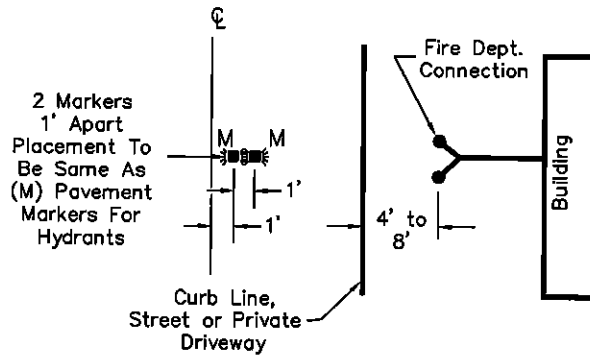 ℄
2 Markers
1' Apart
Placement To
Be Same As
(M) Pavement
Markers For
Hydrants
M M
1'
1'
Fire Dept.
Connection
4' to
8'
Building
Curb Line,
Street or Private
Driveway